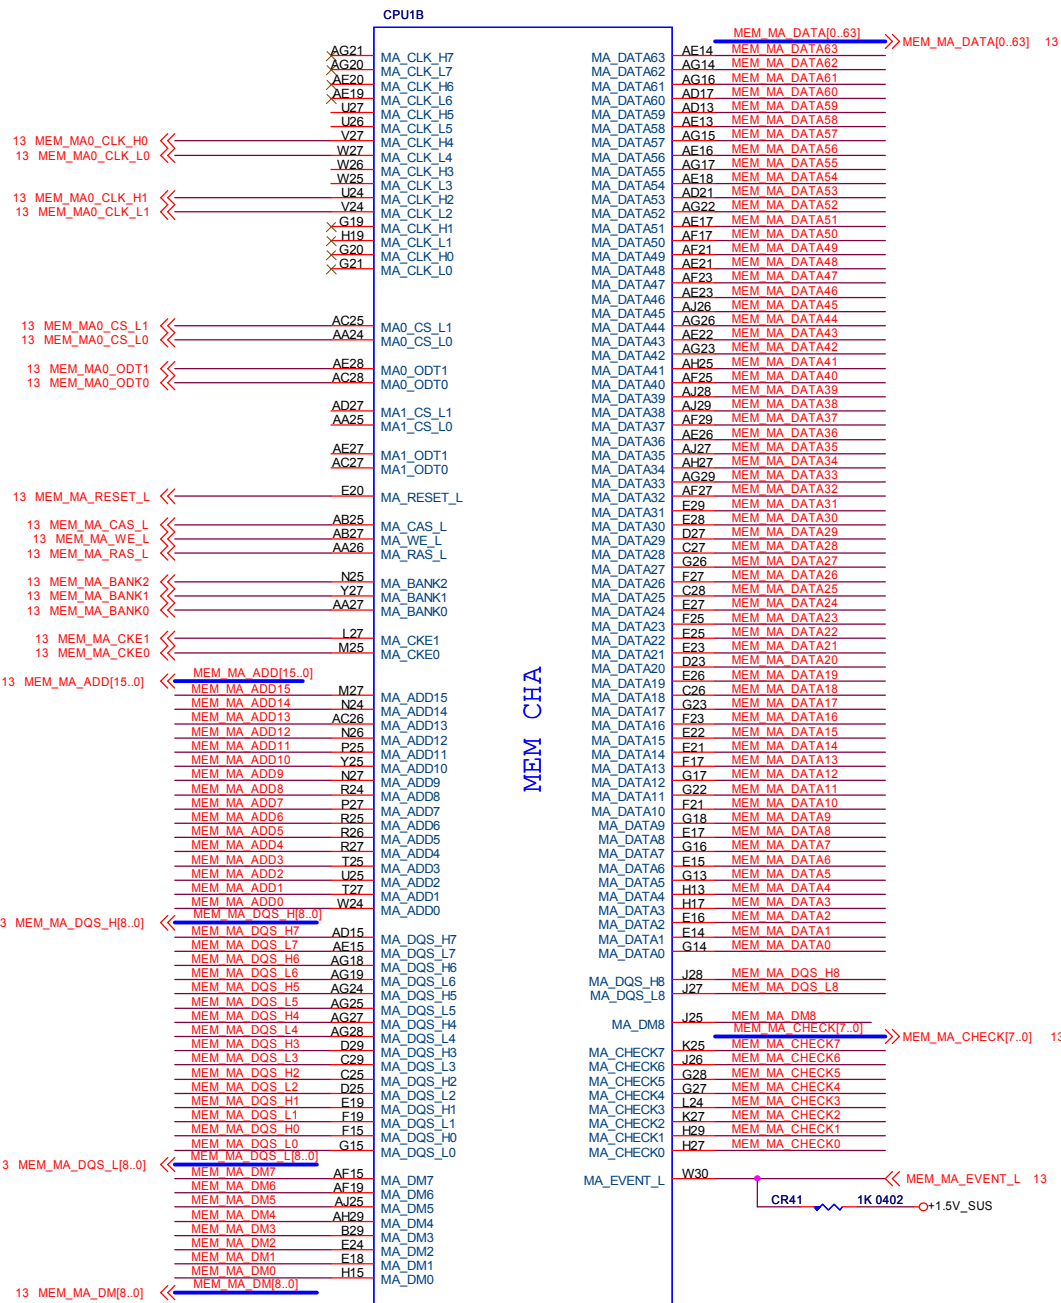 CPU1B
AG21 MA_CLK_H7
AG20 MA_CLK_L7
AE20 MA_CLK_H6
AE19 MA_CLK_L6
U27 MA_CLK_H5
U26 MA_CLK_L5
13 MEM_MA0_CLK_H0 V27 MA_CLK_H4
13 MEM_MA0_CLK_L0 W27 MA_CLK_L4
W26 MA_CLK_H3
W25 MA_CLK_L3
13 MEM_MA0_CLK_H1 U24 MA_CLK_H2
13 MEM_MA0_CLK_L1 V24 MA_CLK_L2
G19 MA_CLK_H1
H19 MA_CLK_L1
G20 MA_CLK_H0
G21 MA_CLK_L0
13 MEM_MA0_CS_L1 AC25 MA0_CS_L1
13 MEM_MA0_CS_L0 AA24 MA0_CS_L0
13 MEM_MA0_ODT1 AE28 MA0_ODT1
13 MEM_MA0_ODT0 AC28 MA0_ODT0
AD27 MA1_CS_L1
AA25 MA1_CS_L0
AE27 MA1_ODT1
AC27 MA1_ODT0
13 MEM_MA_RESET_L E20 MA_RESET_L
13 MEM_MA_CAS_L AB25 MA_CAS_L
13 MEM_MA_WE_L AB27 MA_WE_L
13 MEM_MA_RAS_L AA26 MA_RAS_L
13 MEM_MA_BANK2 N25 MA_BANK2
13 MEM_MA_BANK1 Y27 MA_BANK1
13 MEM_MA_BANK0 AA27 MA_BANK0
13 MEM_MA_CKE1 L27 MA_CKE1
13 MEM_MA_CKE0 M25 MA_CKE0
13 MEM_MA_ADD[15..0] MEM_MA_ADD[15..0]
MEM_MA_ADD15 M27 MA_ADD15
MEM_MA_ADD14 N24 MA_ADD14
MEM_MA_ADD13 AC26 MA_ADD13
MEM_MA_ADD12 N26 MA_ADD12
MEM_MA_ADD11 P25 MA_ADD11
MEM_MA_ADD10 Y25 MA_ADD10
MEM_MA_ADD9 N27 MA_ADD9
MEM_MA_ADD8 R24 MA_ADD8
MEM_MA_ADD7 P27 MA_ADD7
MEM_MA_ADD6 R25 MA_ADD6
MEM_MA_ADD5 R26 MA_ADD5
MEM_MA_ADD4 R27 MA_ADD4
MEM_MA_ADD3 T25 MA_ADD3
MEM_MA_ADD2 U25 MA_ADD2
MEM_MA_ADD1 T27 MA_ADD1
MEM_MA_ADD0 W24 MA_ADD0
3 MEM_MA_DQS_H[8..0] MEM_MA_DQS_H[8..0]
MEM_MA_DQS_H7 AD15 MA_DQS_H7
MEM_MA_DQS_L7 AE15 MA_DQS_L7
MEM_MA_DQS_H6 AG18 MA_DQS_H6
MEM_MA_DQS_L6 AG19 MA_DQS_L6
MEM_MA_DQS_H5 AG24 MA_DQS_H5
MEM_MA_DQS_L5 AG25 MA_DQS_L5
MEM_MA_DQS_H4 AG27 MA_DQS_H4
MEM_MA_DQS_L4 AG28 MA_DQS_L4
MEM_MA_DQS_H3 D29 MA_DQS_H3
MEM_MA_DQS_L3 C29 MA_DQS_L3
MEM_MA_DQS_H2 C25 MA_DQS_H2
MEM_MA_DQS_L2 D25 MA_DQS_L2
MEM_MA_DQS_H1 E19 MA_DQS_H1
MEM_MA_DQS_L1 F19 MA_DQS_L1
MEM_MA_DQS_H0 F15 MA_DQS_H0
MEM_MA_DQS_L0 G15 MA_DQS_L0
3 MEM_MA_DQS_L[8..0] MEM_MA_DQS_L[8..0]
MEM_MA_DM7 AF15 MA_DM7
MEM_MA_DM6 AF19 MA_DM6
MEM_MA_DM5 AJ25 MA_DM5
MEM_MA_DM4 AH29 MA_DM4
MEM_MA_DM3 B29 MA_DM3
MEM_MA_DM2 E24 MA_DM2
MEM_MA_DM1 E18 MA_DM1
MEM_MA_DM0 H15 MA_DM0
13 MEM_MA_DM[8..0] MEM_MA_DM[8..0]
MEM CHA
MEM_MA_DATA[0..63] MEM_MA_DATA[0..63] 13
MA_DATA63 AE14 MEM_MA_DATA63
MA_DATA62 AG14 MEM_MA_DATA62
MA_DATA61 AG16 MEM_MA_DATA61
MA_DATA60 AD17 MEM_MA_DATA60
MA_DATA59 AD13 MEM_MA_DATA59
MA_DATA58 AE13 MEM_MA_DATA58
MA_DATA57 AG15 MEM_MA_DATA57
MA_DATA56 AE16 MEM_MA_DATA56
MA_DATA55 AG17 MEM_MA_DATA55
MA_DATA54 AE18 MEM_MA_DATA54
MA_DATA53 AD21 MEM_MA_DATA53
MA_DATA52 AG22 MEM_MA_DATA52
MA_DATA51 AE17 MEM_MA_DATA51
MA_DATA50 AF17 MEM_MA_DATA50
MA_DATA49 AF21 MEM_MA_DATA49
MA_DATA48 AE21 MEM_MA_DATA48
MA_DATA47 AF23 MEM_MA_DATA47
MA_DATA46 AE23 MEM_MA_DATA46
MA_DATA45 AJ26 MEM_MA_DATA45
MA_DATA44 AG26 MEM_MA_DATA44
MA_DATA43 AE22 MEM_MA_DATA43
MA_DATA42 AG23 MEM_MA_DATA42
MA_DATA41 AH25 MEM_MA_DATA41
MA_DATA40 AF25 MEM_MA_DATA40
MA_DATA39 AJ28 MEM_MA_DATA39
MA_DATA38 AJ29 MEM_MA_DATA38
MA_DATA37 AF29 MEM_MA_DATA37
MA_DATA36 AE26 MEM_MA_DATA36
MA_DATA35 AJ27 MEM_MA_DATA35
MA_DATA34 AH27 MEM_MA_DATA34
MA_DATA33 AG29 MEM_MA_DATA33
MA_DATA32 AF27 MEM_MA_DATA32
MA_DATA31 E29 MEM_MA_DATA31
MA_DATA30 E28 MEM_MA_DATA30
MA_DATA29 D27 MEM_MA_DATA29
MA_DATA28 C27 MEM_MA_DATA28
MA_DATA27 G26 MEM_MA_DATA27
MA_DATA26 F27 MEM_MA_DATA26
MA_DATA25 C28 MEM_MA_DATA25
MA_DATA24 E27 MEM_MA_DATA24
MA_DATA23 F25 MEM_MA_DATA23
MA_DATA22 E25 MEM_MA_DATA22
MA_DATA21 E23 MEM_MA_DATA21
MA_DATA20 D23 MEM_MA_DATA20
MA_DATA19 E26 MEM_MA_DATA19
MA_DATA18 C26 MEM_MA_DATA18
MA_DATA17 G23 MEM_MA_DATA17
MA_DATA16 F23 MEM_MA_DATA16
MA_DATA15 E22 MEM_MA_DATA15
MA_DATA14 E21 MEM_MA_DATA14
MA_DATA13 F17 MEM_MA_DATA13
MA_DATA12 G17 MEM_MA_DATA12
MA_DATA11 G22 MEM_MA_DATA11
MA_DATA10 F21 MEM_MA_DATA10
MA_DATA9 G18 MEM_MA_DATA9
MA_DATA8 E17 MEM_MA_DATA8
MA_DATA7 G16 MEM_MA_DATA7
MA_DATA6 E15 MEM_MA_DATA6
MA_DATA5 G13 MEM_MA_DATA5
MA_DATA4 H13 MEM_MA_DATA4
MA_DATA3 H17 MEM_MA_DATA3
MA_DATA2 E16 MEM_MA_DATA2
MA_DATA1 E14 MEM_MA_DATA1
MA_DATA0 G14 MEM_MA_DATA0
MA_DQS_H8 J28 MEM_MA_DQS_H8
MA_DQS_L8 J27 MEM_MA_DQS_L8
MA_DM8 J25 MEM_MA_DM8
MEM_MA_CHECK[7..0] MEM_MA_CHECK[7..0] 13
MA_CHECK7 K25 MEM_MA_CHECK7
MA_CHECK6 J26 MEM_MA_CHECK6
MA_CHECK5 G28 MEM_MA_CHECK5
MA_CHECK4 G27 MEM_MA_CHECK4
MA_CHECK3 L24 MEM_MA_CHECK3
MA_CHECK2 K27 MEM_MA_CHECK2
MA_CHECK1 H29 MEM_MA_CHECK1
MA_CHECK0 H27 MEM_MA_CHECK0
MA_EVENT_L W30 MEM_MA_EVENT_L 13
CR41 1K 0402 +1.5V_SUS